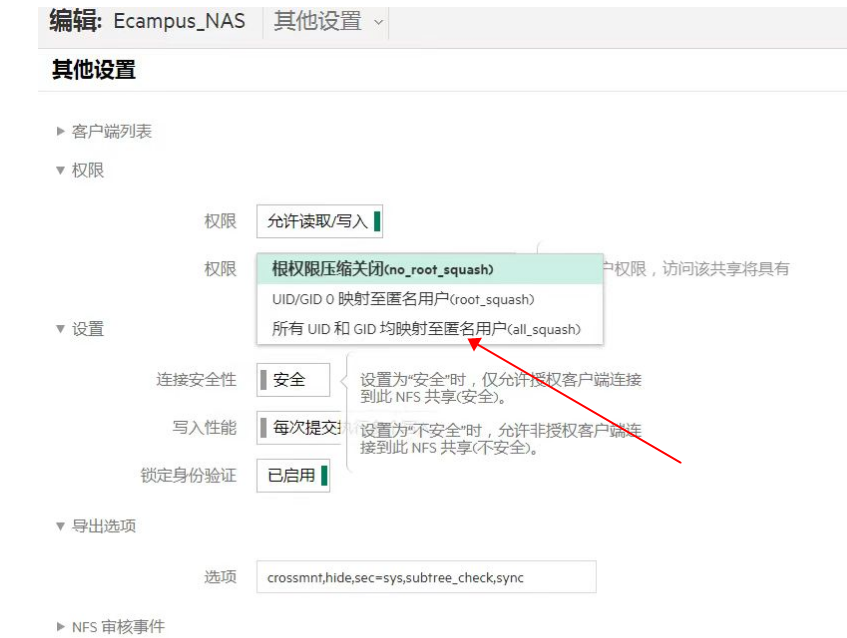 编辑: Ecampus_NAS 其他设置
其他设置
客户端列表
权限
权限 允许读取/写入
权限 根权限压缩关闭(no_root_squash) 户权限，访问该共享将具有
UID/GID 0 映射至匿名用户(root_squash)
所有 UID 和 GID 均映射至匿名用户(all_squash)
设置
连接安全性 安全 设置为“安全”时，仅允许授权客户端连接
到此 NFS 共享(安全)。
写入性能 每次提交 设置为“不安全”时，允许非授权客户端连
接到此 NFS 共享(不安全)。
锁定身份验证 已启用
导出选项
选项 crossmnt,hide,sec=sys,subtree_check,sync
NFS 审核事件